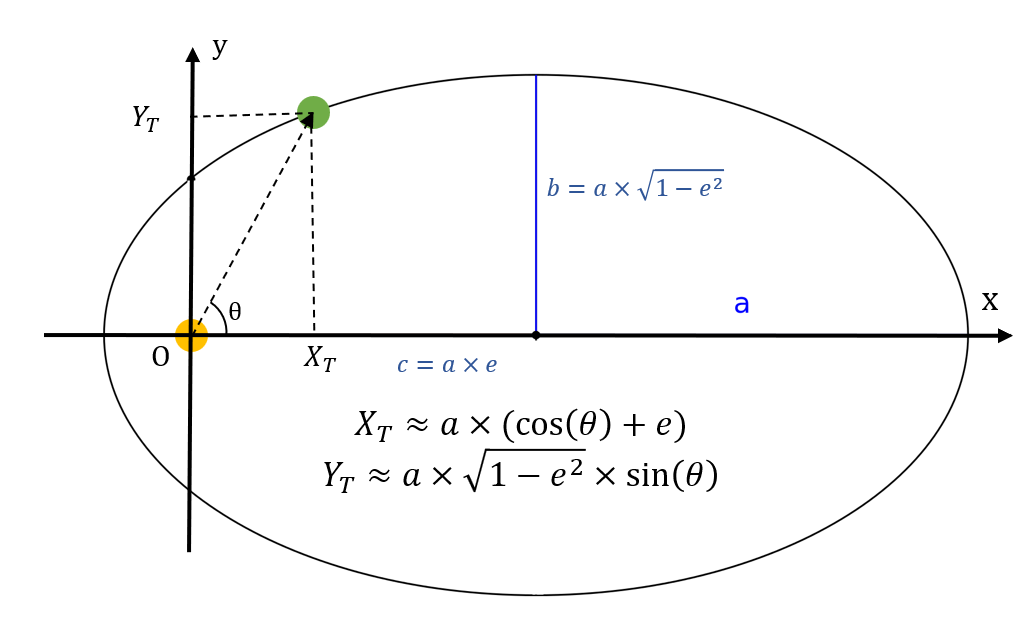 y
Y_T
b = a × √(1 − e²)
θ
a
x
O
X_T
c = a × e
X_T ≈ a × (cos(θ) + e)
Y_T ≈ a × √(1 − e²) × sin(θ)